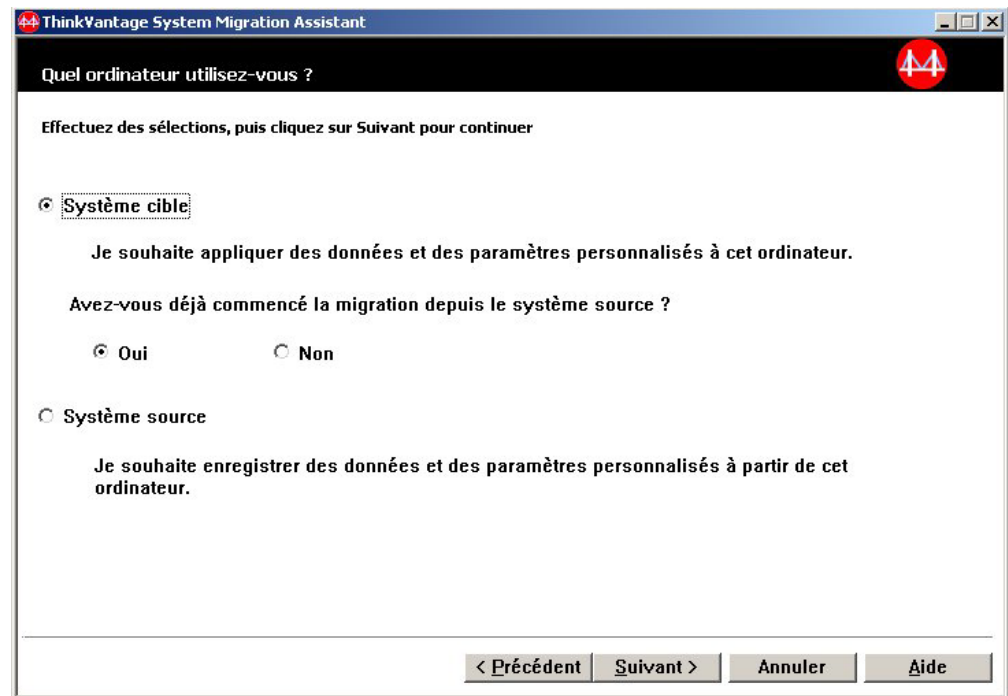 ThinkVantage System Migration Assistant
Quel ordinateur utilisez-vous ?
Effectuez des sélections, puis cliquez sur Suivant pour continuer
Système cible
Je souhaite appliquer des données et des paramètres personnalisés à cet ordinateur.
Avez-vous déjà commencé la migration depuis le système source ?
Oui Non
Système source
Je souhaite enregistrer des données et des paramètres personnalisés à partir de cet
ordinateur.
< Précédent Suivant > Annuler Aide